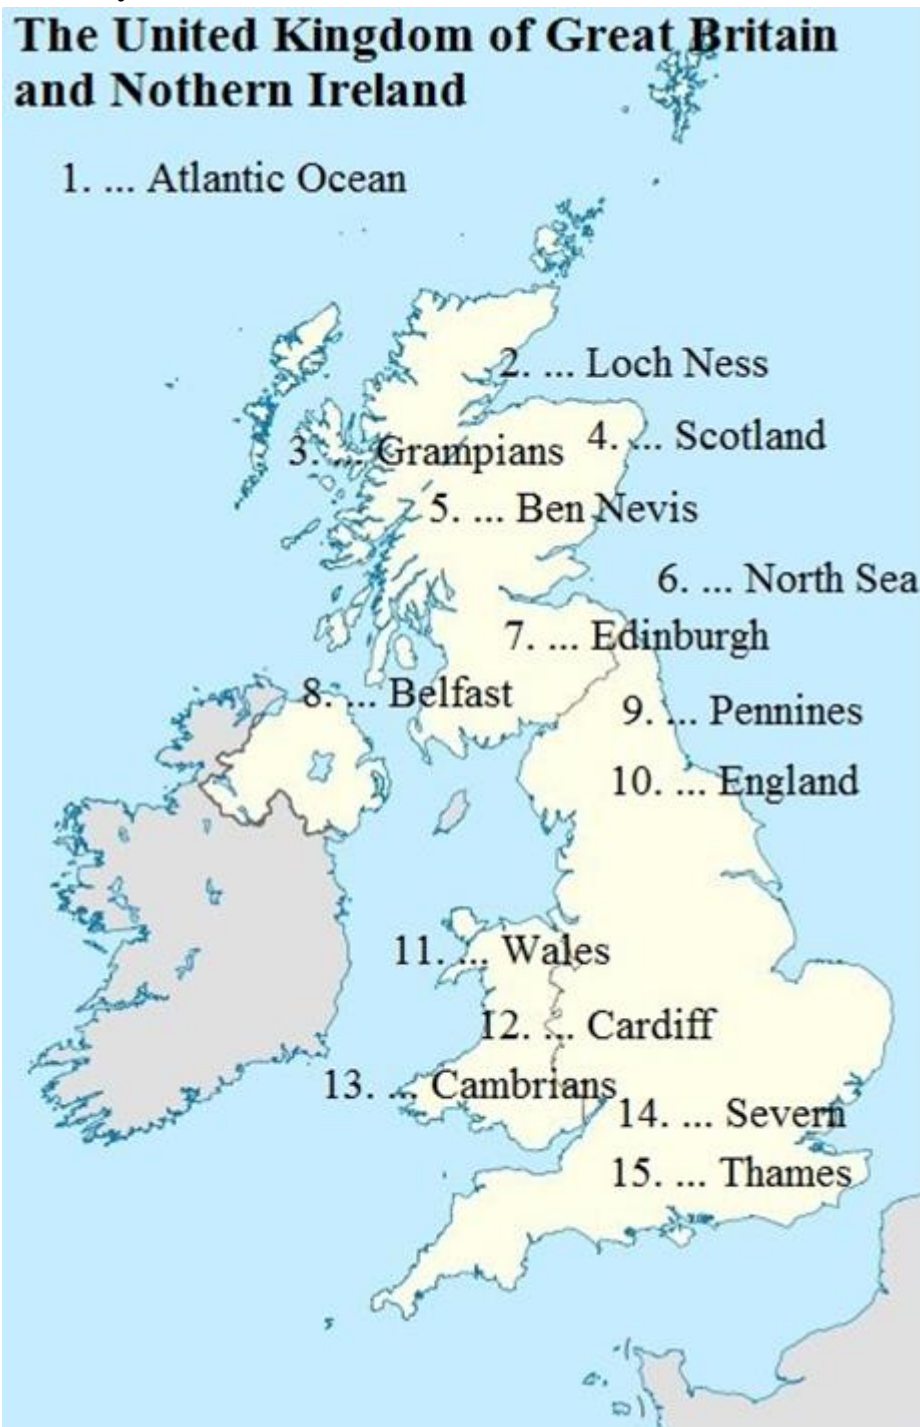 The United Kingdom of Great Britain
and Nothern Ireland
1. ... Atlantic Ocean
2. ... Loch Ness
3. ... Grampians
4. ... Scotland
5. ... Ben Nevis
6. ... North Sea
7. ... Edinburgh
8. ... Belfast
9. ... Pennines
10. ... England
11. ... Wales
12. ... Cardiff
13. ... Cambrians
14. ... Severn
15. ... Thames